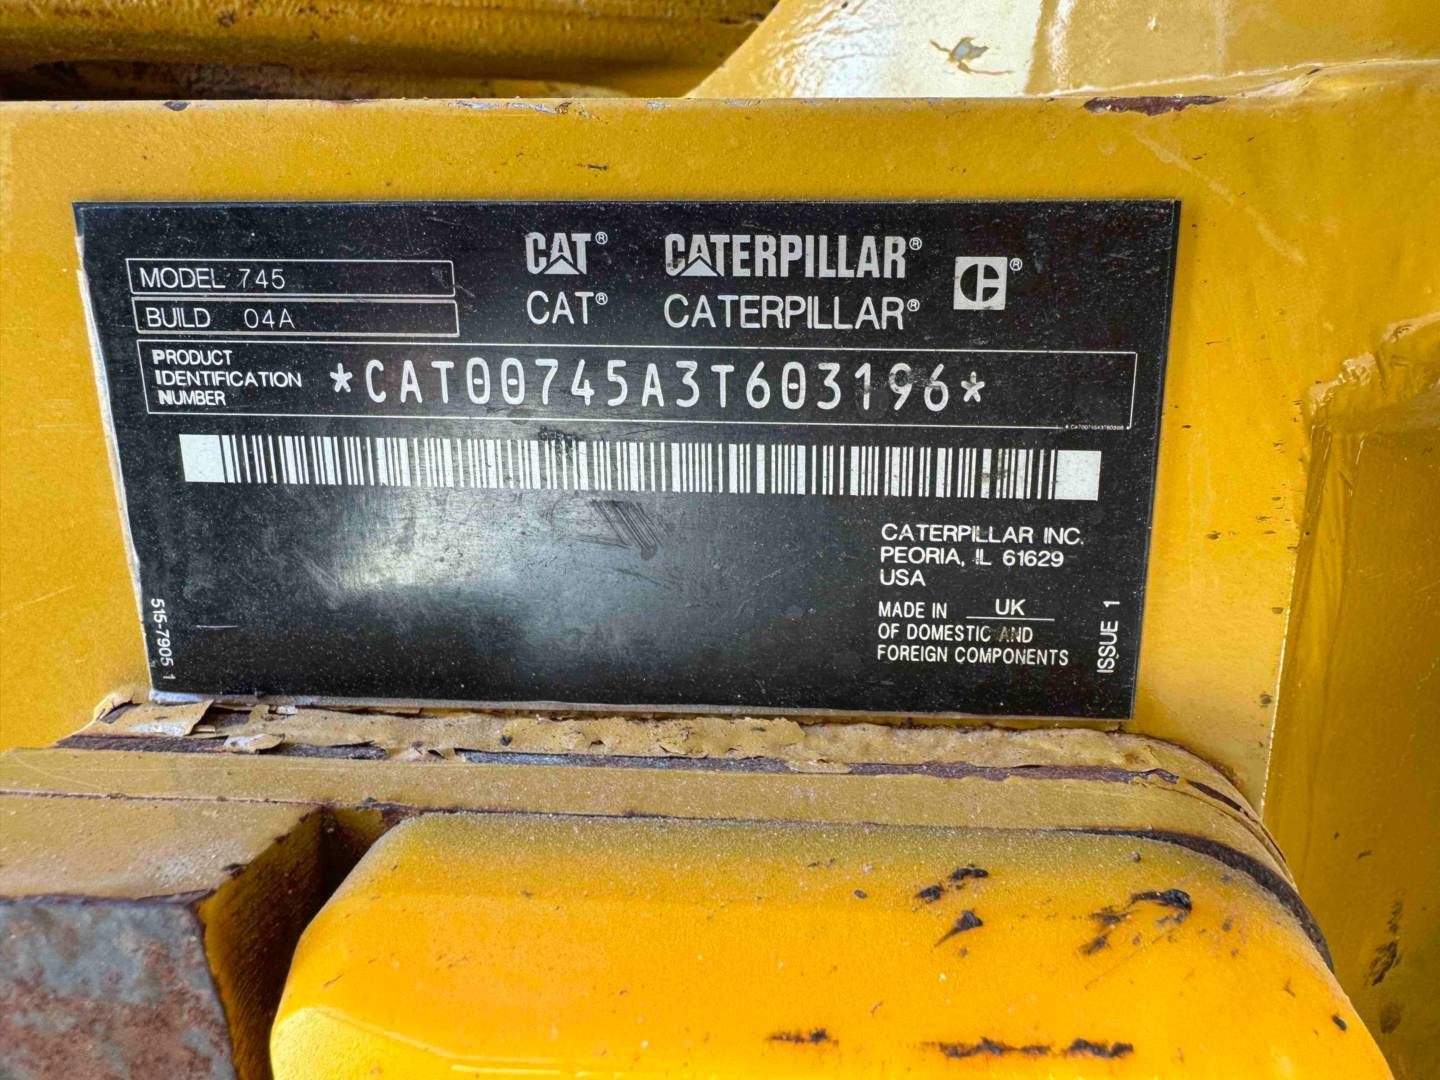 CAT® CATERPILLAR® C®
CAT® CATERPILLAR®
MODEL 745
BUILD 04A
PRODUCT IDENTIFICATION NUMBER *CAT00745A3T603196*
CATERPILLAR INC.
PEORIA, IL 61629
USA
MADE IN UK
OF DOMESTIC AND
FOREIGN COMPONENTS
515-7905 1
ISSUE 1